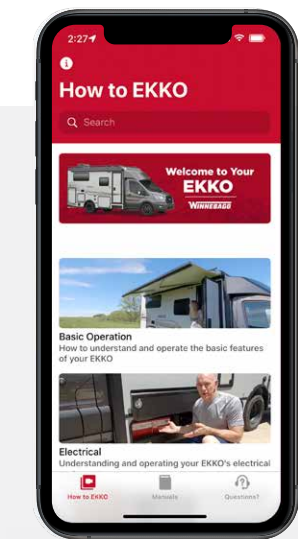 2:27
How to EKKO
Search
Welcome to Your
EKKO
WINNEBAGO
Basic Operation
How to understand and operate the basic features
of your EKKO
Electrical
Understanding and operating your EKKO's electrical
How to EKKO
Manuals
Questions?